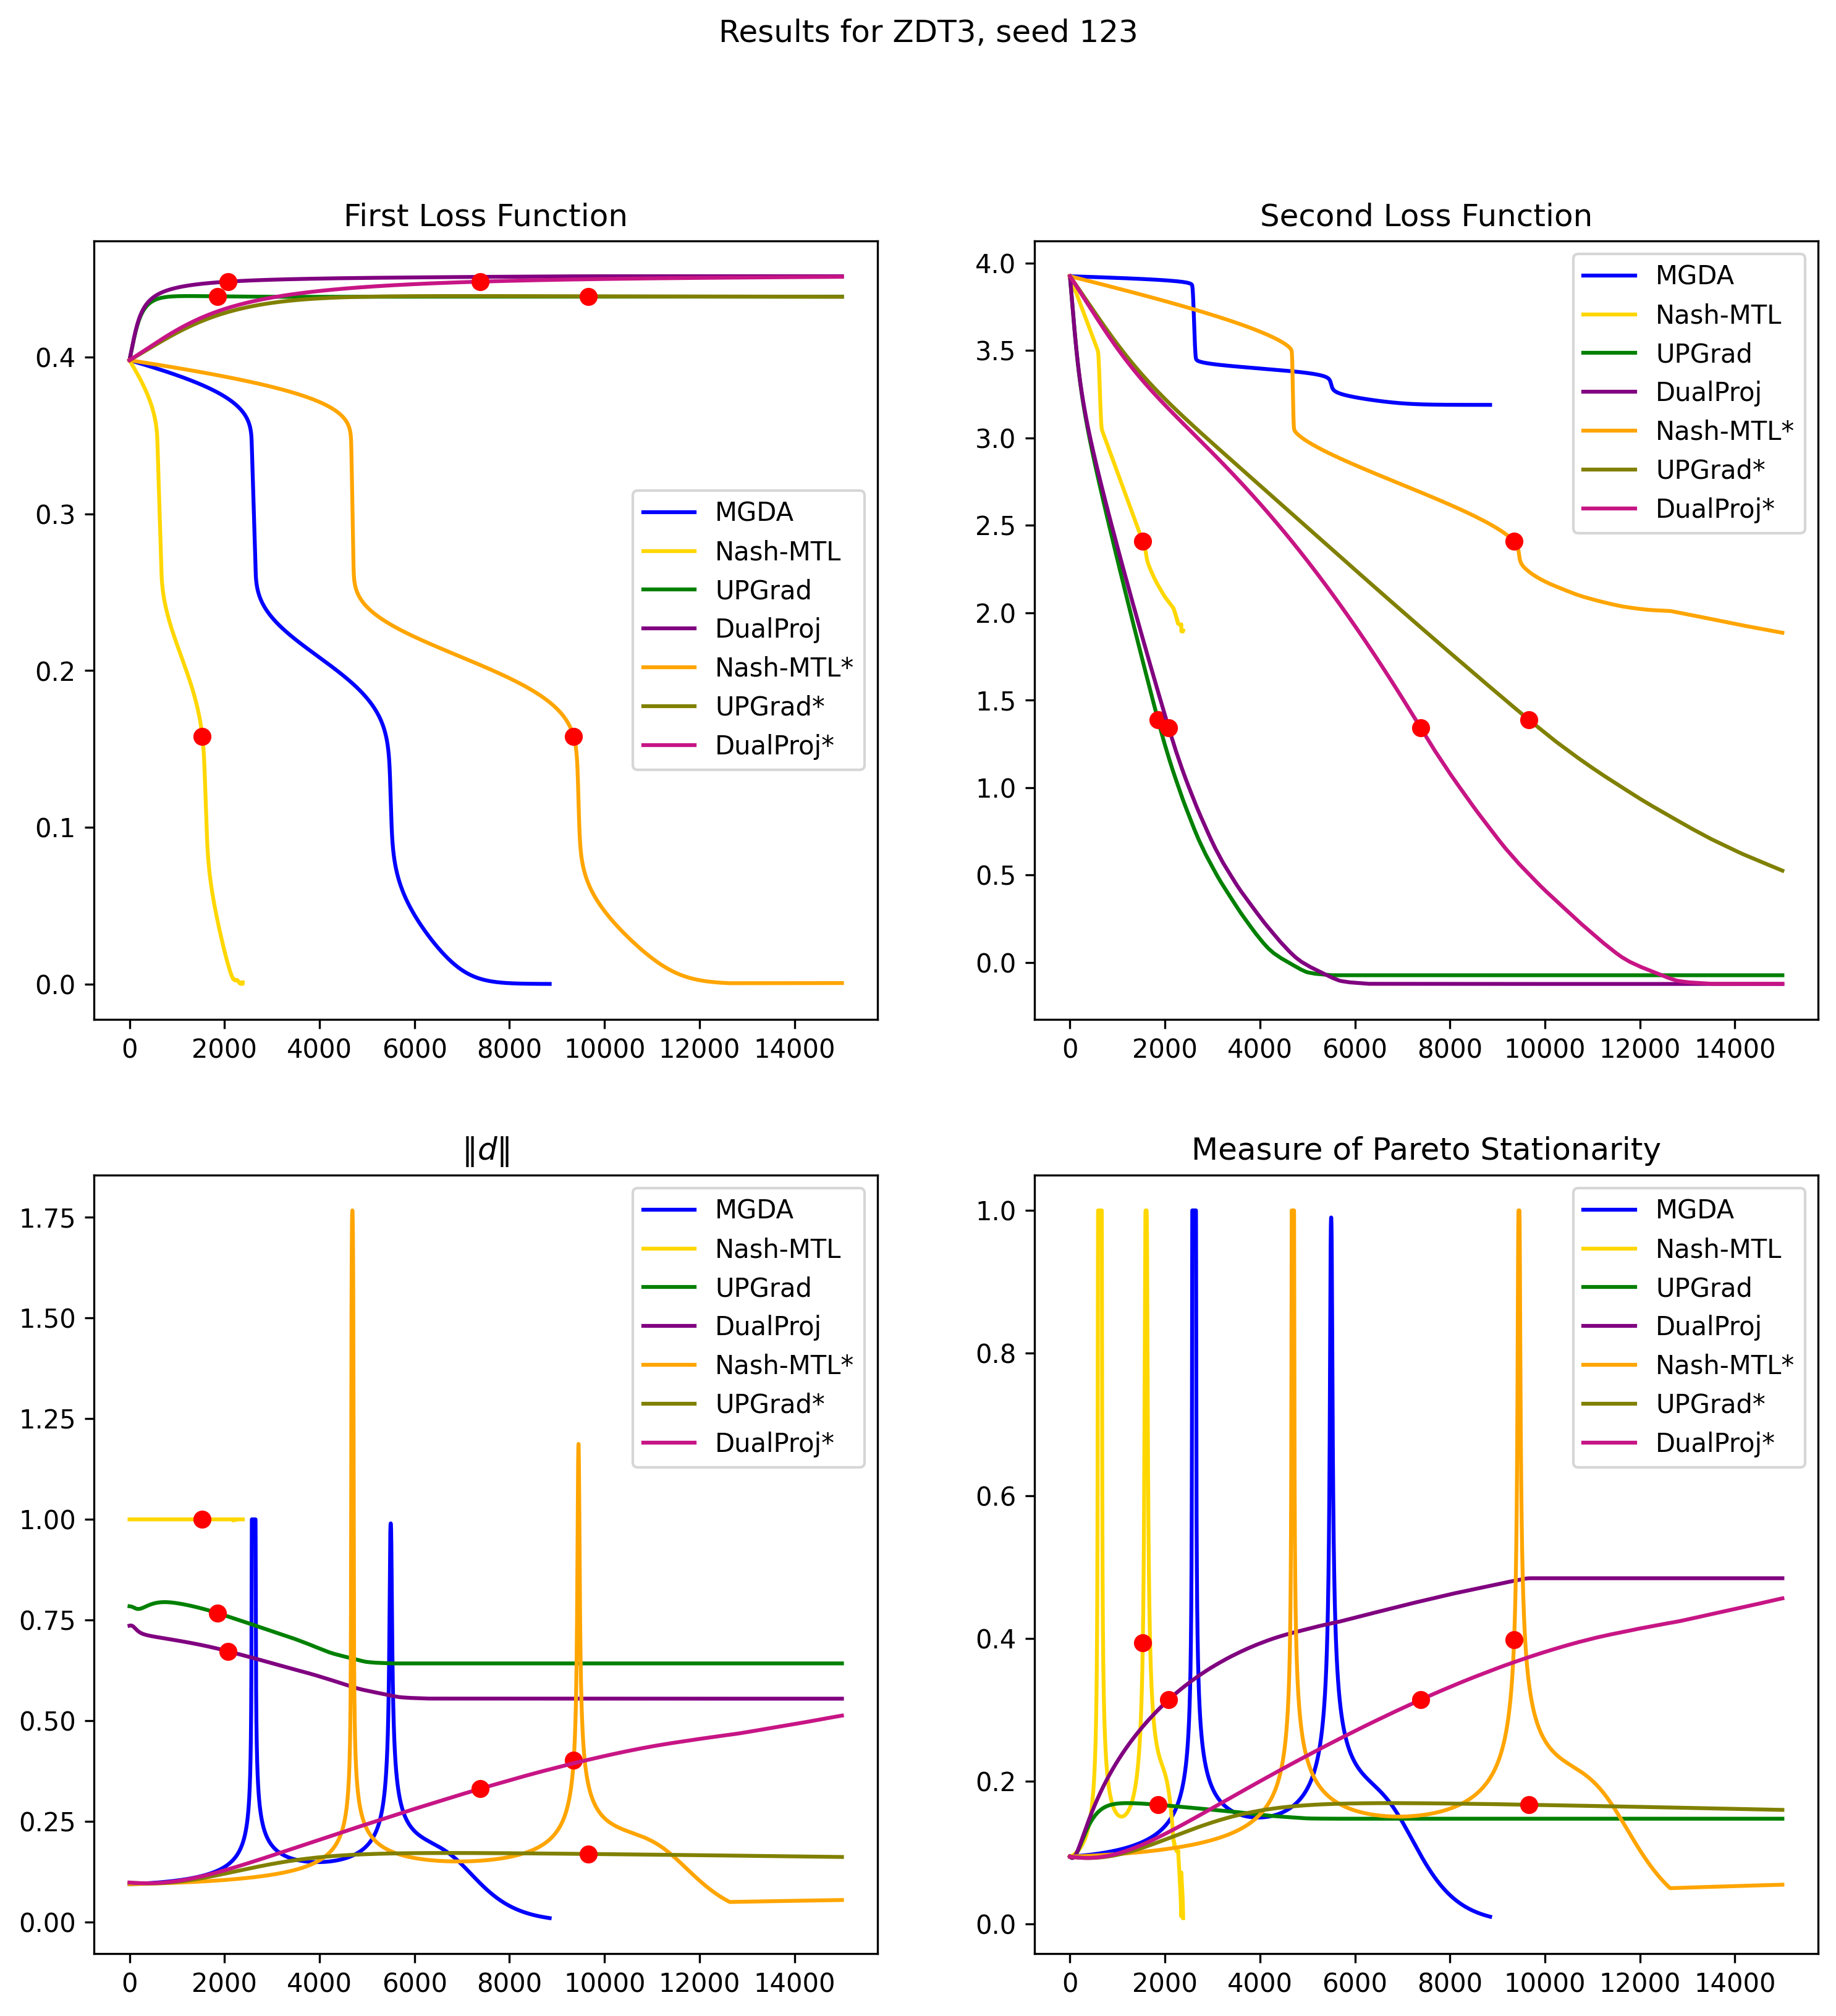 Results for ZDT3, seed 123
First Loss Function
0.4
0.3
0.2
0.1
0.0
0 2000 4000 6000 8000 10000 12000 14000
MGDA
Nash-MTL
UPGrad
DualProj
Nash-MTL*
UPGrad*
DualProj*
Second Loss Function
4.0
3.5
3.0
2.5
2.0
1.5
1.0
0.5
0.0
0 2000 4000 6000 8000 10000 12000 14000
MGDA
Nash-MTL
UPGrad
DualProj
Nash-MTL*
UPGrad*
DualProj*
‖d‖
1.75
1.50
1.25
1.00
0.75
0.50
0.25
0.00
0 2000 4000 6000 8000 10000 12000 14000
MGDA
Nash-MTL
UPGrad
DualProj
Nash-MTL*
UPGrad*
DualProj*
Measure of Pareto Stationarity
1.0
0.8
0.6
0.4
0.2
0.0
0 2000 4000 6000 8000 10000 12000 14000
MGDA
Nash-MTL
UPGrad
DualProj
Nash-MTL*
UPGrad*
DualProj*